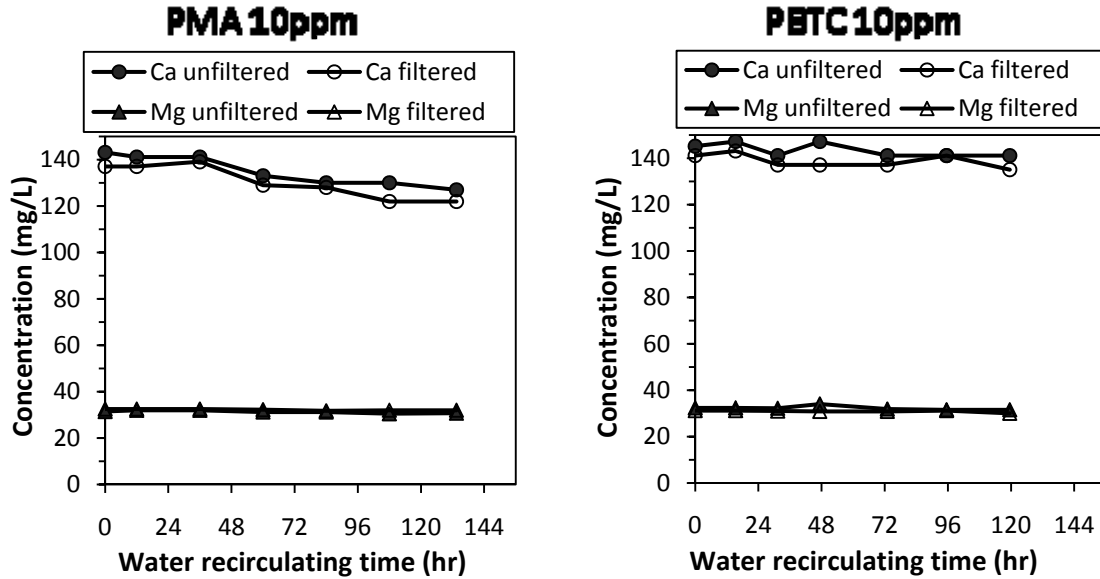 PMA 10ppm
Ca unfiltered
Ca filtered
Mg unfiltered
Mg filtered
Concentration (mg/L)
140
120
100
80
60
40
20
0
0 24 48 72 96 120 144
Water recirculating time (hr)
PBTC 10ppm
Ca unfiltered
Ca filtered
Mg unfiltered
Mg filtered
Concentration (mg/L)
140
120
100
80
60
40
20
0
0 24 48 72 96 120 144
Water recirculating time (hr)